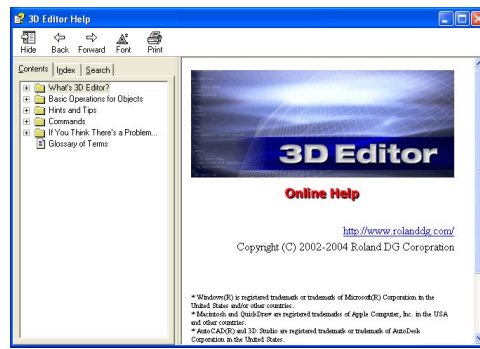 3D Editor Help
Hide Back Forward Font Print
Contents Index Search
What's 3D Editor?
Basic Operations for Objects
Hints and Tips
Commands
If You Think There's a Problem...
Glossary of Terms
3D Editor
Online Help
http://www.rolanddg.com/
Copyright (C) 2002-2004 Roland DG Coropration
* Windows(R) is registered trademark or trademark of Microsoft(R) Corporation in the
United States and/or other countries.
* Macintosh and QuickDraw are registered trademarks of Apple Computer, Inc. in the USA
and other countries.
* AutoCAD(R) and 3D Studio are registered trademark or trademark of AutoDesk
Corporation in the United States.